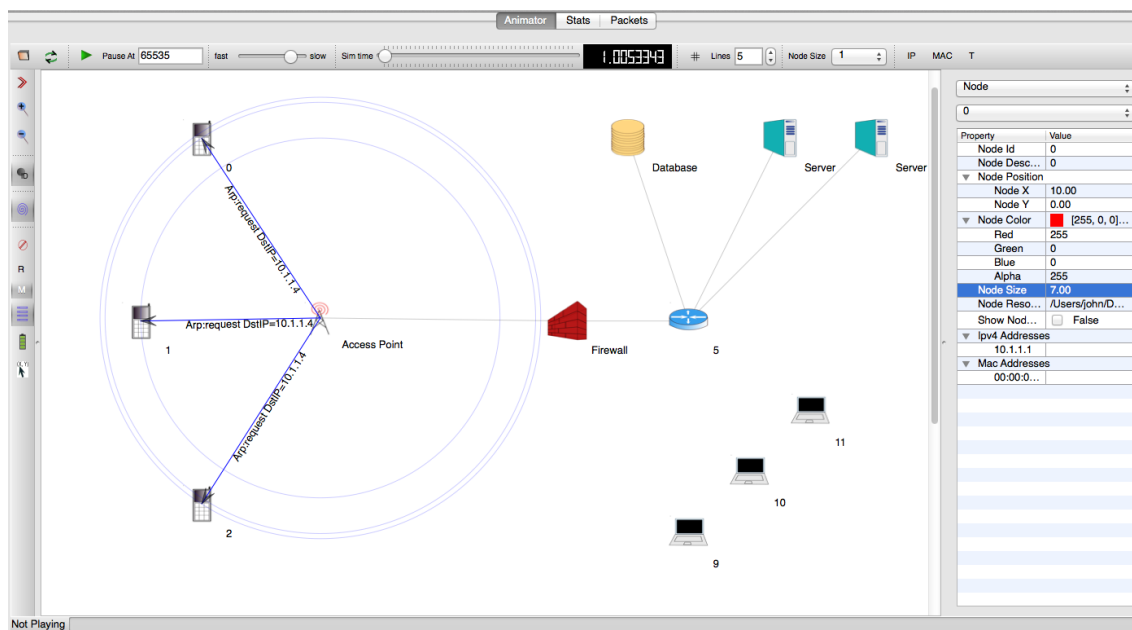 Animator Stats Packets
Pause At 65535 fast slow Sim time 1.0053343 # Lines 5 Node Size 1 IP MAC T
Node
0
Property Value
Node Id 0
Node Desc... 0
Node Position
Node X 10.00
Node Y 0.00
Node Color [255, 0, 0]...
Red 255
Green 0
Blue 0
Alpha 255
Node Size 7.00
Node Reso... /Users/john/D...
Show Nod... False
Ipv4 Addresses
10.1.1.1
Mac Addresses
00:00:0...
R
M
0
Database
Server
Server
Arp:request DstIP=10.1.1.4
Arp:request DstIP=10.1.1.4
1
Access Point
Arp:request DstIP=10.1.1.4
Firewall
5
11
10
2
9
Not Playing